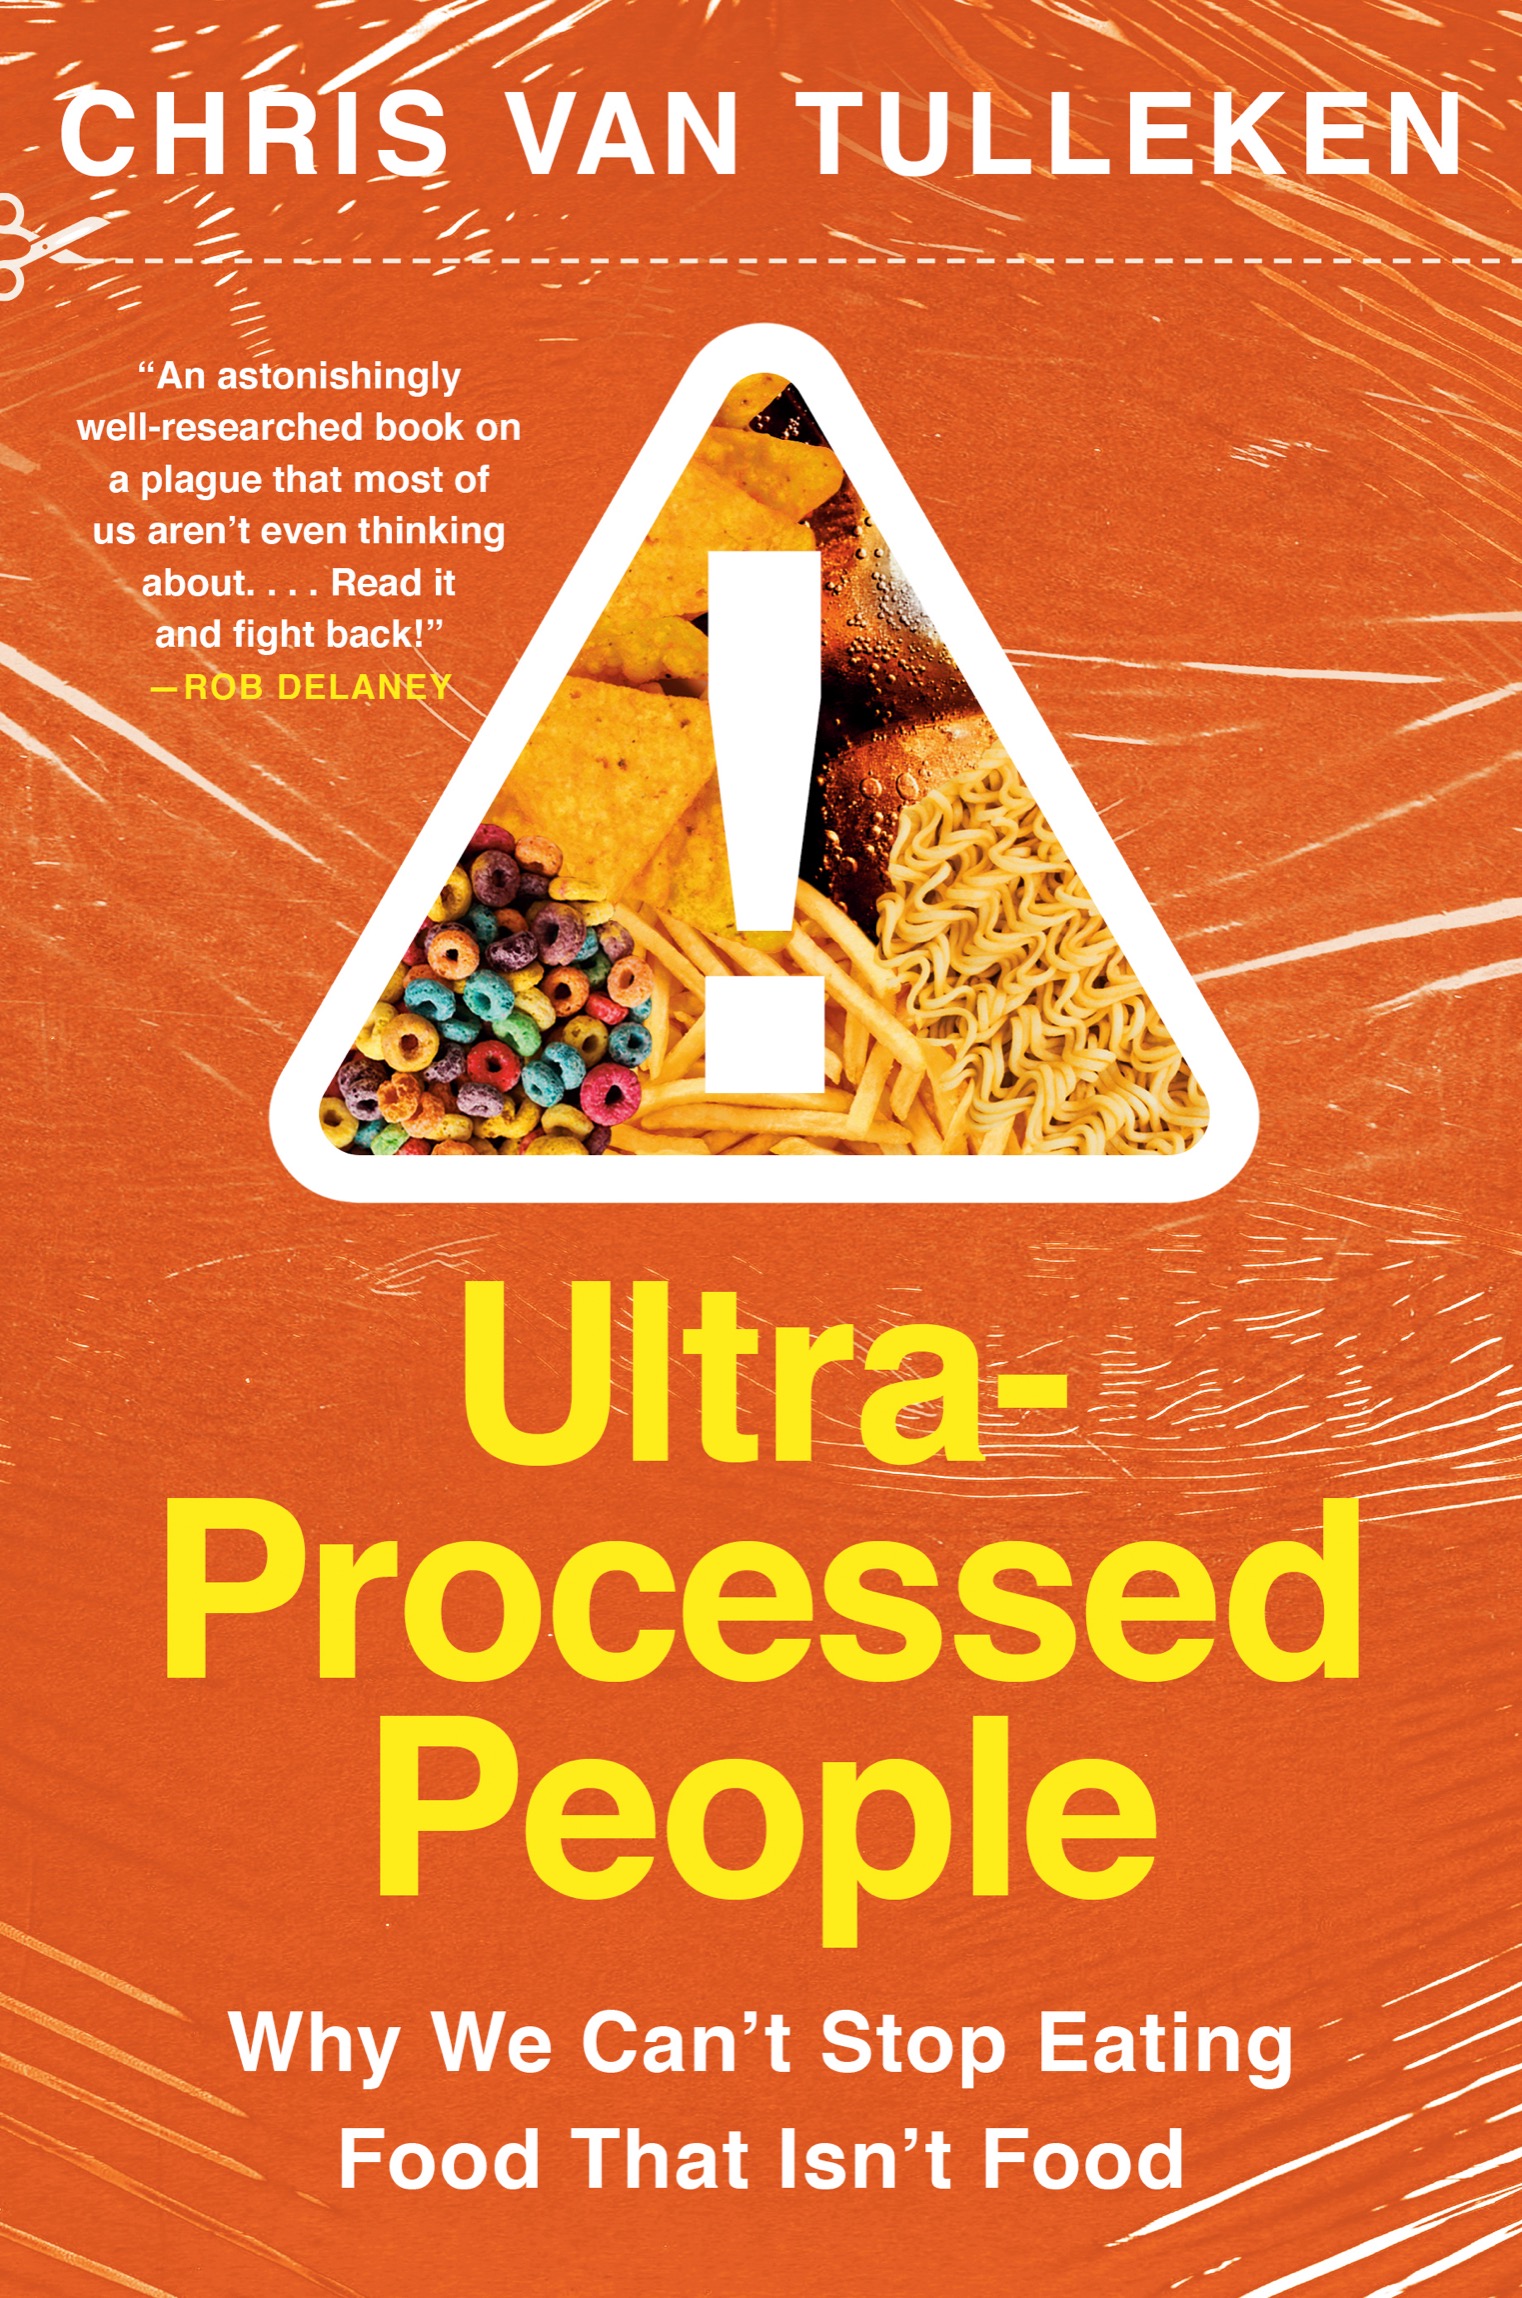 CHRIS VAN TULLEKEN
“An astonishingly
well-researched book on
a plague that most of
us aren’t even thinking
about. . . . Read it
and fight back!”
—ROB DELANEY
!
Ultra-
Processed
People
Why We Can’t Stop Eating
Food That Isn’t Food